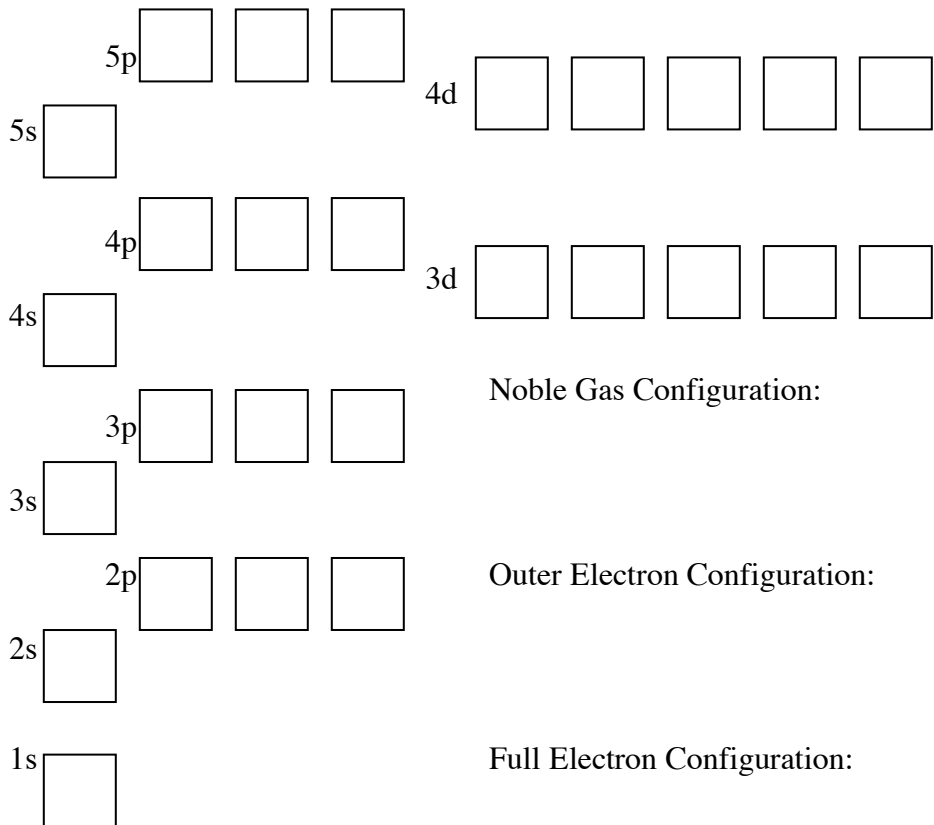 5p
4d
5s
4p
3d
4s
Noble Gas Configuration:
3p
3s
2p
Outer Electron Configuration:
2s
1s
Full Electron Configuration: